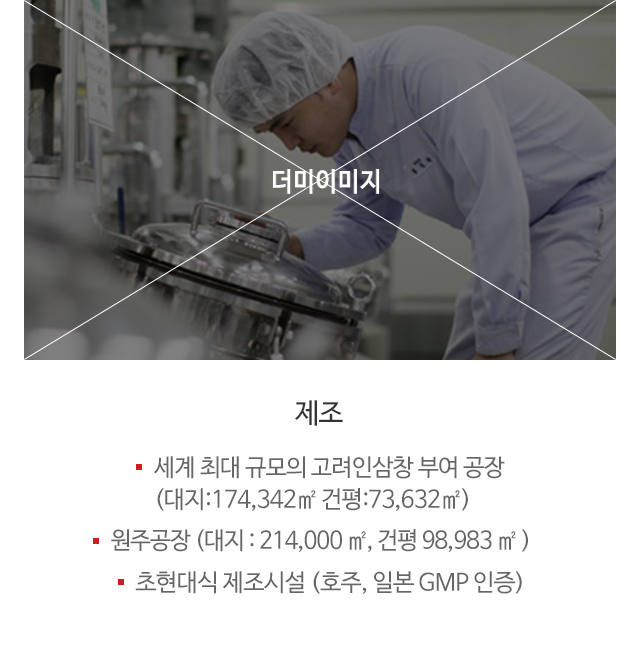 더미이미지
제조
세계 최대 규모의 고려인삼창 부여 공장
(대지:174,342㎡ 건평:73,632㎡)
원주공장 (대지 : 214,000 ㎡, 건평 98,983 ㎡ )
초현대식 제조시설 (호주, 일본 GMP 인증)